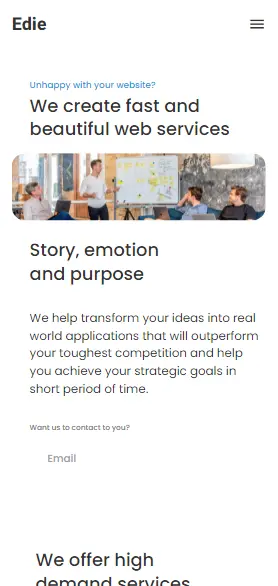 Edie
Unhappy with your website?
We create fast and
beautiful web services
Story, emotion
and purpose
We help transform your ideas into real
world applications that will outperform
your toughest competition and help
you achieve your strategic goals in
short period of time.
Want us to contact to you?
Email
We offer high
demand services